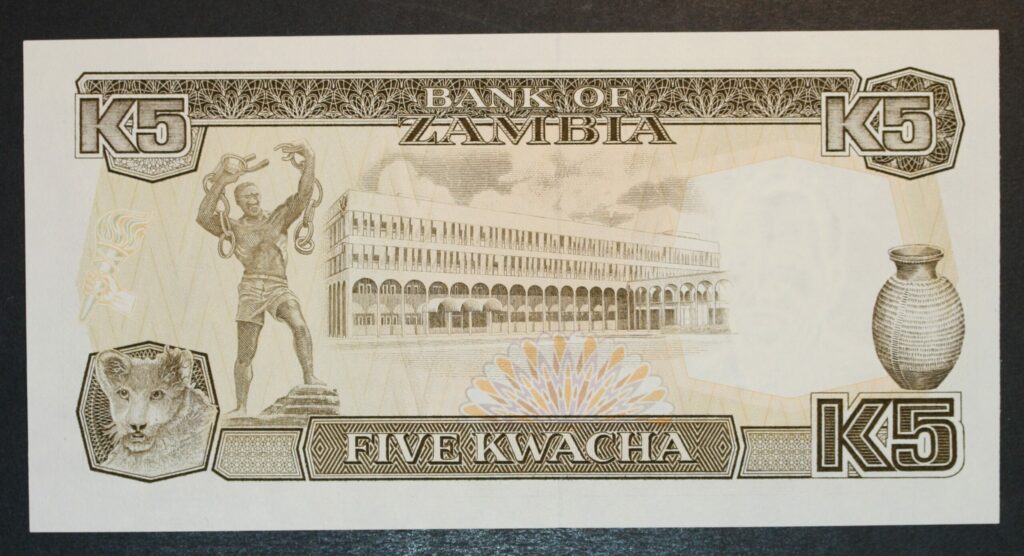 BANK OF
ZAMBIA
K5
K5
FIVE KWACHA
K5